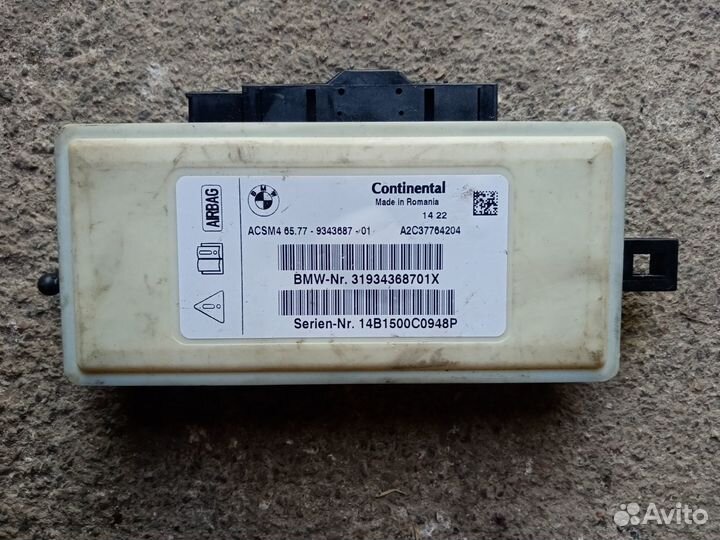 AIRBAG
BMW
Continental
Made in Romania
14 22
ACSM4 65.77 - 9343687 - 01 A2C37764204
BMW-Nr. 31934368701X
Serien-Nr. 14B1500C0948P
Avito